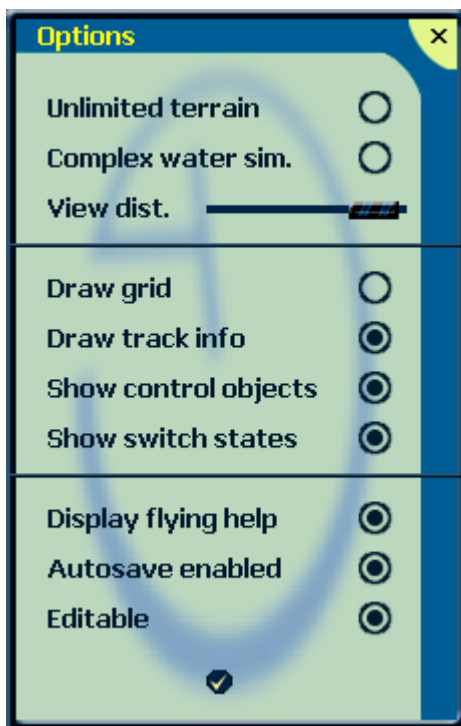 Options
Unlimited terrain
Complex water sim.
View dist.
Draw grid
Draw track info
Show control objects
Show switch states
Display flying help
Autosave enabled
Editable